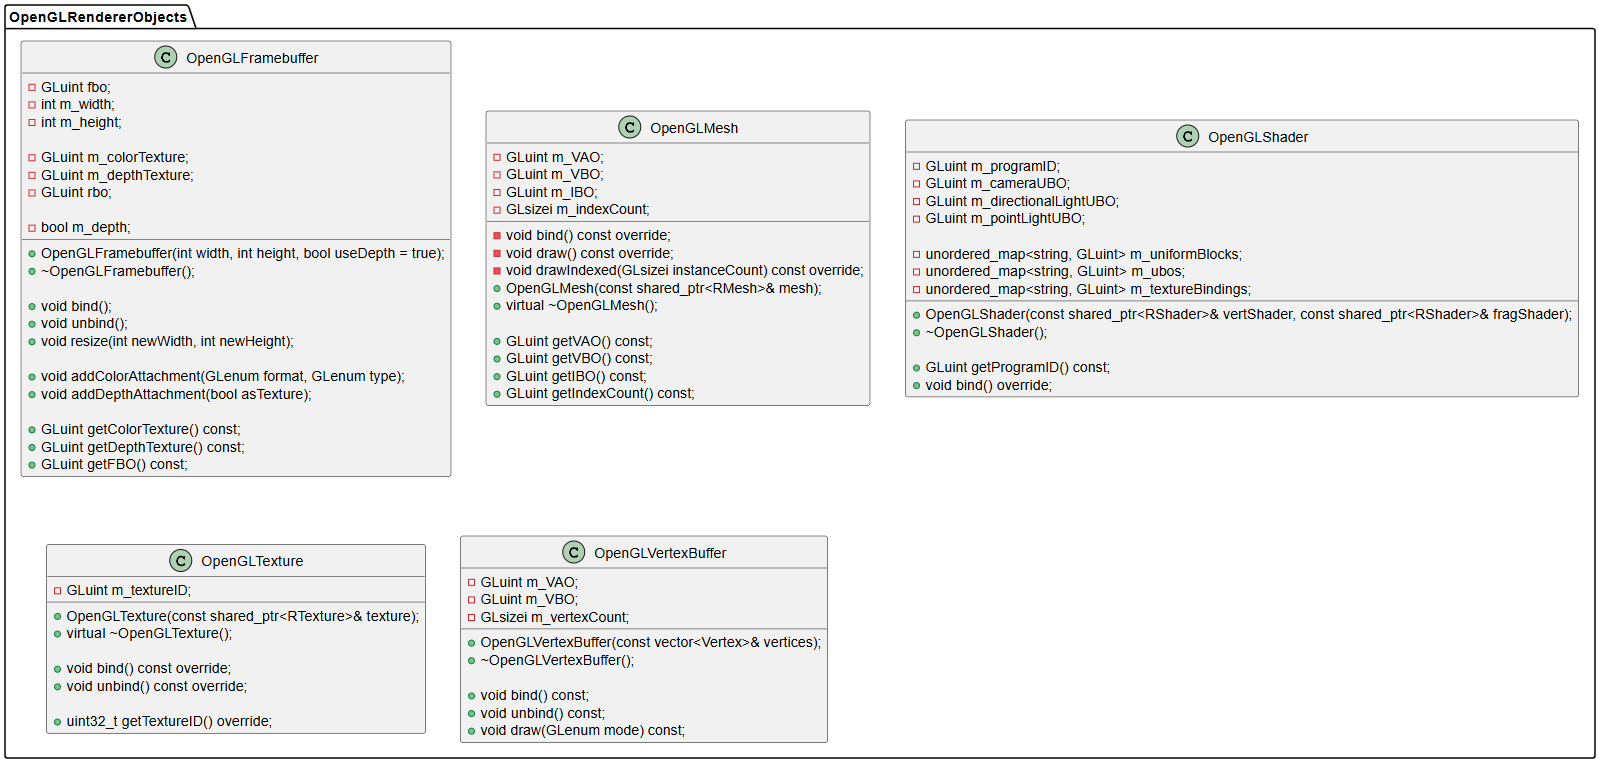 OpenGLRendererObjects
C OpenGLFramebuffer
GLuint fbo;
int m_width;
int m_height;
GLuint m_colorTexture;
GLuint m_depthTexture;
GLuint rbo;
bool m_depth;
OpenGLFramebuffer(int width, int height, bool useDepth = true);
~OpenGLFramebuffer();
void bind();
void unbind();
void resize(int newWidth, int newHeight);
void addColorAttachment(GLenum format, GLenum type);
void addDepthAttachment(bool asTexture);
GLuint getColorTexture() const;
GLuint getDepthTexture() const;
GLuint getFBO() const;
C OpenGLMesh
GLuint m_VAO;
GLuint m_VBO;
GLuint m_IBO;
GLsizei m_indexCount;
void bind() const override;
void draw() const override;
void drawIndexed(GLsizei instanceCount) const override;
OpenGLMesh(const shared_ptr<RMesh>& mesh);
virtual ~OpenGLMesh();
GLuint getVAO() const;
GLuint getVBO() const;
GLuint getIBO() const;
GLuint getIndexCount() const;
C OpenGLShader
GLuint m_programID;
GLuint m_cameraUBO;
GLuint m_directionalLightUBO;
GLuint m_pointLightUBO;
unordered_map<string, GLuint> m_uniformBlocks;
unordered_map<string, GLuint> m_ubos;
unordered_map<string, GLuint> m_textureBindings;
OpenGLShader(const shared_ptr<RShader>& vertShader, const shared_ptr<RShader>& fragShader);
~OpenGLShader();
GLuint getProgramID() const;
void bind() override;
C OpenGLTexture
GLuint m_textureID;
OpenGLTexture(const shared_ptr<RTexture>& texture);
virtual ~OpenGLTexture();
void bind() const override;
void unbind() const override;
uint32_t getTextureID() override;
C OpenGLVertexBuffer
GLuint m_VAO;
GLuint m_VBO;
GLsizei m_vertexCount;
OpenGLVertexBuffer(const vector<Vertex>& vertices);
~OpenGLVertexBuffer();
void bind() const;
void unbind() const;
void draw(GLenum mode) const;